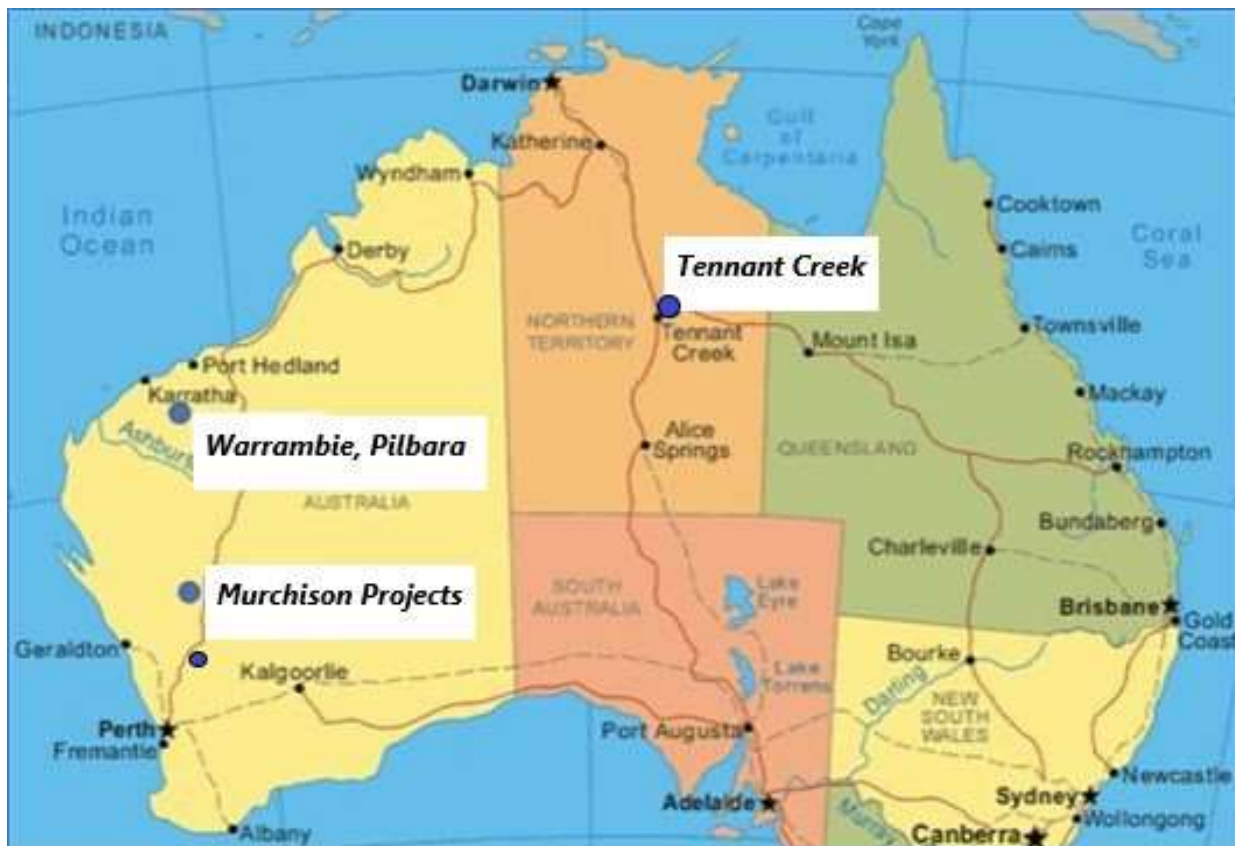 INDONESIA
Cape
York
Darwin
Katherine
Gulf
of
Carpentaria
Wyndham
Indian
Ocean
Cooktown
Coral
Sea
Derby
Cairns
Tennant Creek
NORTHERN
TERRITORY
Tennant
Creek
Mount Isa
Townsville
Port Hedland
Karratha
Mackay
Warrambie, Pilbara
Alice
Springs
QUEENSLAND
Rockhampton
AUSTRALIA
Bundaberg
Charleville
Murchison Projects
SOUTH
AUSTRALIA
Lake
Eyre
Brisbane
Gold
Coast
Geraldton
Kalgoorlie
Lake
Torrens
Bourke
Darling
NEW
SOUTH
WALES
Perth
Fremantle
Port Augusta
Newcastle
Adelaide
Sydney
Wollongong
Albany
Murray
Canberra